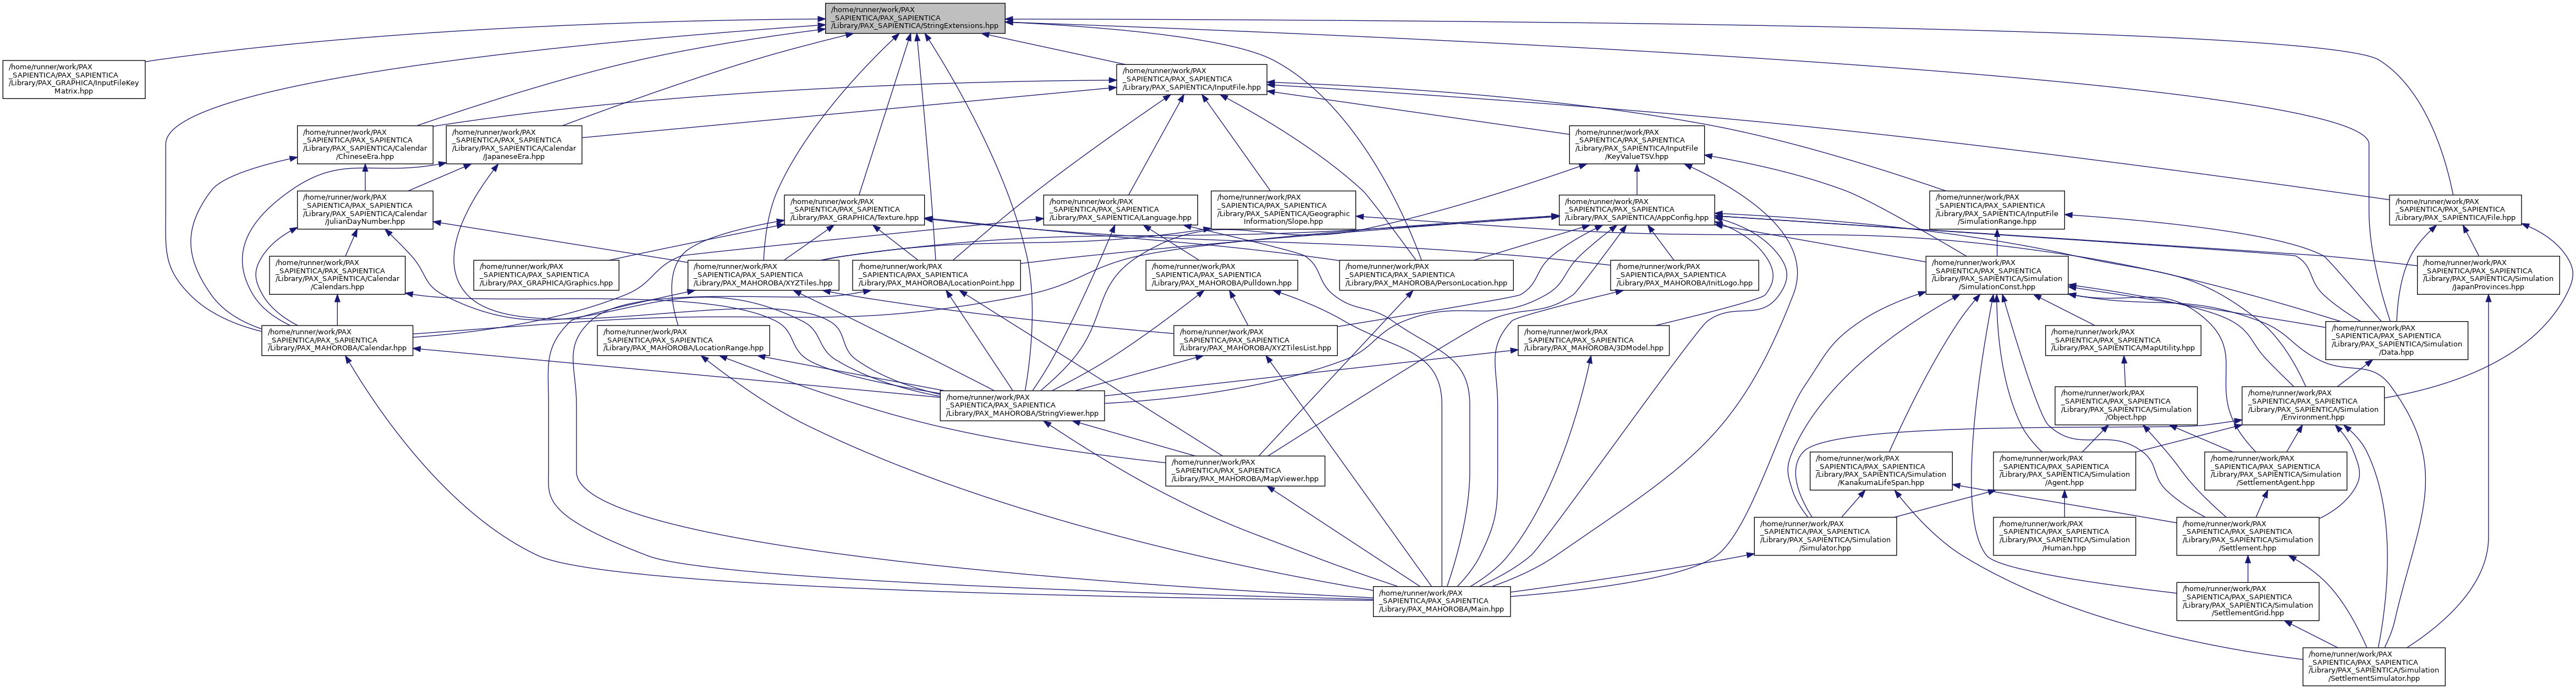 /home/runner/work/PAX
_SAPIENTICA/PAX_SAPIENTICA
/Library/PAX_SAPIENTICA/StringExtensions.hpp
/home/runner/work/PAX
_SAPIENTICA/PAX_SAPIENTICA
/Library/PAX_GRAPHICA/InputFileKey
Matrix.hpp
/home/runner/work/PAX
_SAPIENTICA/PAX_SAPIENTICA
/Library/PAX_SAPIENTICA/InputFile.hpp
/home/runner/work/PAX
_SAPIENTICA/PAX_SAPIENTICA
/Library/PAX_SAPIENTICA/Calendar
/ChineseEra.hpp
/home/runner/work/PAX
_SAPIENTICA/PAX_SAPIENTICA
/Library/PAX_SAPIENTICA/Calendar
/JapaneseEra.hpp
/home/runner/work/PAX
_SAPIENTICA/PAX_SAPIENTICA
/Library/PAX_SAPIENTICA/InputFile
/KeyValueTSV.hpp
/home/runner/work/PAX
_SAPIENTICA/PAX_SAPIENTICA
/Library/PAX_SAPIENTICA/Calendar
/JulianDayNumber.hpp
/home/runner/work/PAX
_SAPIENTICA/PAX_SAPIENTICA
/Library/PAX_GRAPHICA/Texture.hpp
/home/runner/work/PAX
_SAPIENTICA/PAX_SAPIENTICA
/Library/PAX_SAPIENTICA/Language.hpp
/home/runner/work/PAX
_SAPIENTICA/PAX_SAPIENTICA
/Library/PAX_SAPIENTICA/Geographic
Information/Slope.hpp
/home/runner/work/PAX
_SAPIENTICA/PAX_SAPIENTICA
/Library/PAX_SAPIENTICA/AppConfig.hpp
/home/runner/work/PAX
_SAPIENTICA/PAX_SAPIENTICA
/Library/PAX_SAPIENTICA/InputFile
/SimulationRange.hpp
/home/runner/work/PAX
_SAPIENTICA/PAX_SAPIENTICA
/Library/PAX_SAPIENTICA/File.hpp
/home/runner/work/PAX
_SAPIENTICA/PAX_SAPIENTICA
/Library/PAX_SAPIENTICA/Calendar
/Calendars.hpp
/home/runner/work/PAX
_SAPIENTICA/PAX_SAPIENTICA
/Library/PAX_GRAPHICA/Graphics.hpp
/home/runner/work/PAX
_SAPIENTICA/PAX_SAPIENTICA
/Library/PAX_MAHOROBA/XYZTiles.hpp
/home/runner/work/PAX
_SAPIENTICA/PAX_SAPIENTICA
/Library/PAX_MAHOROBA/LocationPoint.hpp
/home/runner/work/PAX
_SAPIENTICA/PAX_SAPIENTICA
/Library/PAX_MAHOROBA/Pulldown.hpp
/home/runner/work/PAX
_SAPIENTICA/PAX_SAPIENTICA
/Library/PAX_MAHOROBA/PersonLocation.hpp
/home/runner/work/PAX
_SAPIENTICA/PAX_SAPIENTICA
/Library/PAX_MAHOROBA/InitLogo.hpp
/home/runner/work/PAX
_SAPIENTICA/PAX_SAPIENTICA
/Library/PAX_SAPIENTICA/Simulation
/SimulationConst.hpp
/home/runner/work/PAX
_SAPIENTICA/PAX_SAPIENTICA
/Library/PAX_SAPIENTICA/Simulation
/JapanProvinces.hpp
/home/runner/work/PAX
_SAPIENTICA/PAX_SAPIENTICA
/Library/PAX_MAHOROBA/Calendar.hpp
/home/runner/work/PAX
_SAPIENTICA/PAX_SAPIENTICA
/Library/PAX_MAHOROBA/LocationRange.hpp
/home/runner/work/PAX
_SAPIENTICA/PAX_SAPIENTICA
/Library/PAX_MAHOROBA/XYZTilesList.hpp
/home/runner/work/PAX
_SAPIENTICA/PAX_SAPIENTICA
/Library/PAX_MAHOROBA/3DModel.hpp
/home/runner/work/PAX
_SAPIENTICA/PAX_SAPIENTICA
/Library/PAX_SAPIENTICA/MapUtility.hpp
/home/runner/work/PAX
_SAPIENTICA/PAX_SAPIENTICA
/Library/PAX_SAPIENTICA/Simulation
/Data.hpp
/home/runner/work/PAX
_SAPIENTICA/PAX_SAPIENTICA
/Library/PAX_MAHOROBA/StringViewer.hpp
/home/runner/work/PAX
_SAPIENTICA/PAX_SAPIENTICA
/Library/PAX_SAPIENTICA/Simulation
/Object.hpp
/home/runner/work/PAX
_SAPIENTICA/PAX_SAPIENTICA
/Library/PAX_SAPIENTICA/Simulation
/Environment.hpp
/home/runner/work/PAX
_SAPIENTICA/PAX_SAPIENTICA
/Library/PAX_MAHOROBA/MapViewer.hpp
/home/runner/work/PAX
_SAPIENTICA/PAX_SAPIENTICA
/Library/PAX_SAPIENTICA/Simulation
/KanakumaLifeSpan.hpp
/home/runner/work/PAX
_SAPIENTICA/PAX_SAPIENTICA
/Library/PAX_SAPIENTICA/Simulation
/Agent.hpp
/home/runner/work/PAX
_SAPIENTICA/PAX_SAPIENTICA
/Library/PAX_SAPIENTICA/Simulation
/SettlementAgent.hpp
/home/runner/work/PAX
_SAPIENTICA/PAX_SAPIENTICA
/Library/PAX_SAPIENTICA/Simulation
/Simulator.hpp
/home/runner/work/PAX
_SAPIENTICA/PAX_SAPIENTICA
/Library/PAX_SAPIENTICA/Simulation
/Human.hpp
/home/runner/work/PAX
_SAPIENTICA/PAX_SAPIENTICA
/Library/PAX_SAPIENTICA/Simulation
/Settlement.hpp
/home/runner/work/PAX
_SAPIENTICA/PAX_SAPIENTICA
/Library/PAX_MAHOROBA/Main.hpp
/home/runner/work/PAX
_SAPIENTICA/PAX_SAPIENTICA
/Library/PAX_SAPIENTICA/Simulation
/SettlementGrid.hpp
/home/runner/work/PAX
_SAPIENTICA/PAX_SAPIENTICA
/Library/PAX_SAPIENTICA/Simulation
/SettlementSimulator.hpp